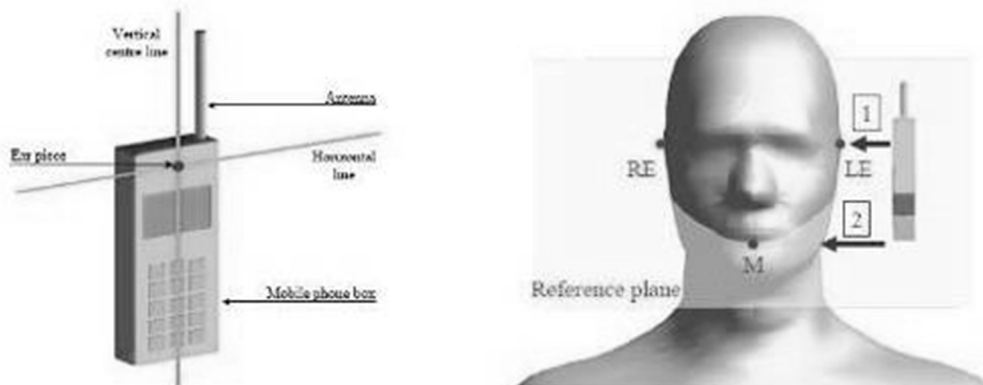 Vertical
centre line
Antenna
Ear piece
Horizontal
line
Mobile phone box
1
RE
LE
2
M
Reference plane